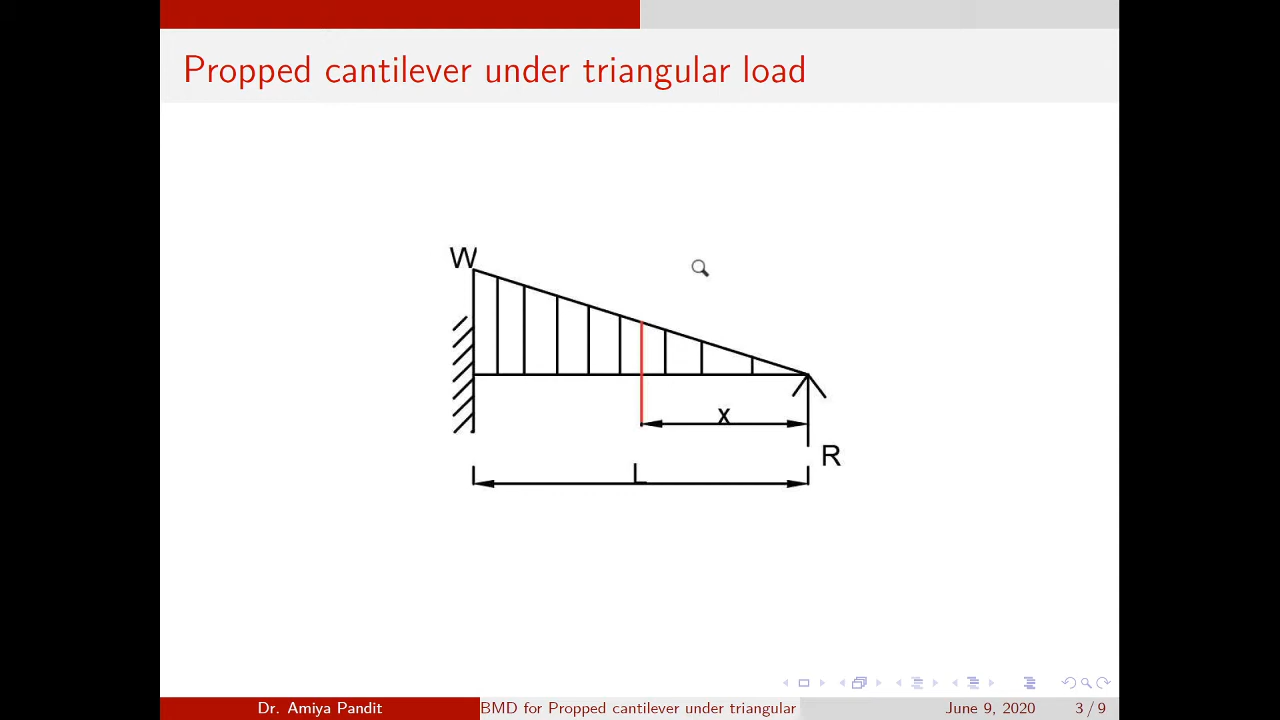 Propped cantilever under triangular load
W
x
R
L
Dr. Amiya Pandit
BMD for Propped cantilever under triangular
June 9, 2020
3 / 9